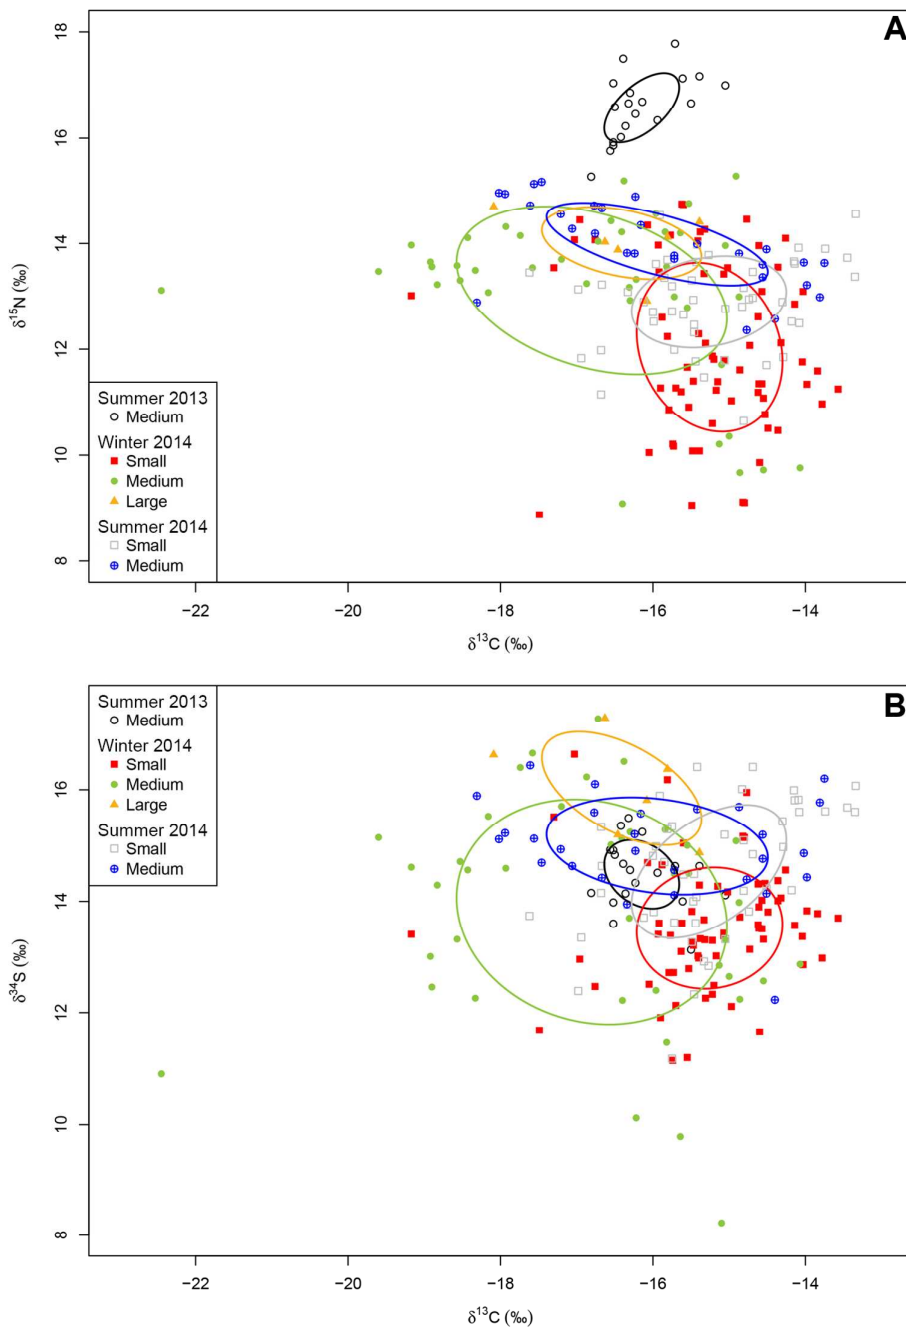 A
18
16
14
12
10
8
δ15N (‰)
Summer 2013
Medium
Winter 2014
Small
Medium
Large
Summer 2014
Small
Medium
−22 −20 −18 −16 −14
δ13C (‰)
B
Summer 2013
Medium
Winter 2014
Small
Medium
Large
Summer 2014
Small
Medium
16
14
12
10
8
δ34S (‰)
−22 −20 −18 −16 −14
δ13C (‰)